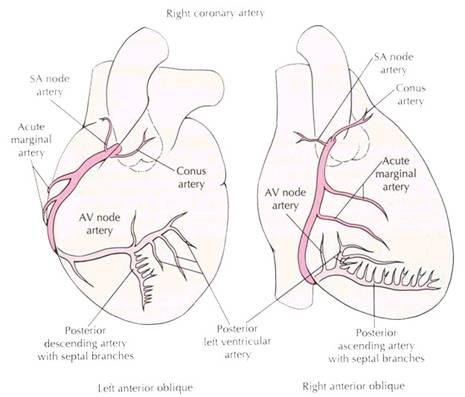 Right coronary artery
SA node
artery
Acute
marginal
artery
Conus
artery
AV node
artery
Posterior
descending artery
with septal branches
Posterior
left ventricular
artery
Left anterior oblique
SA node
artery
Conus
artery
Acute
marginal
artery
AV node
artery
Posterior
ascending artery
with septal branches
Right anterior oblique